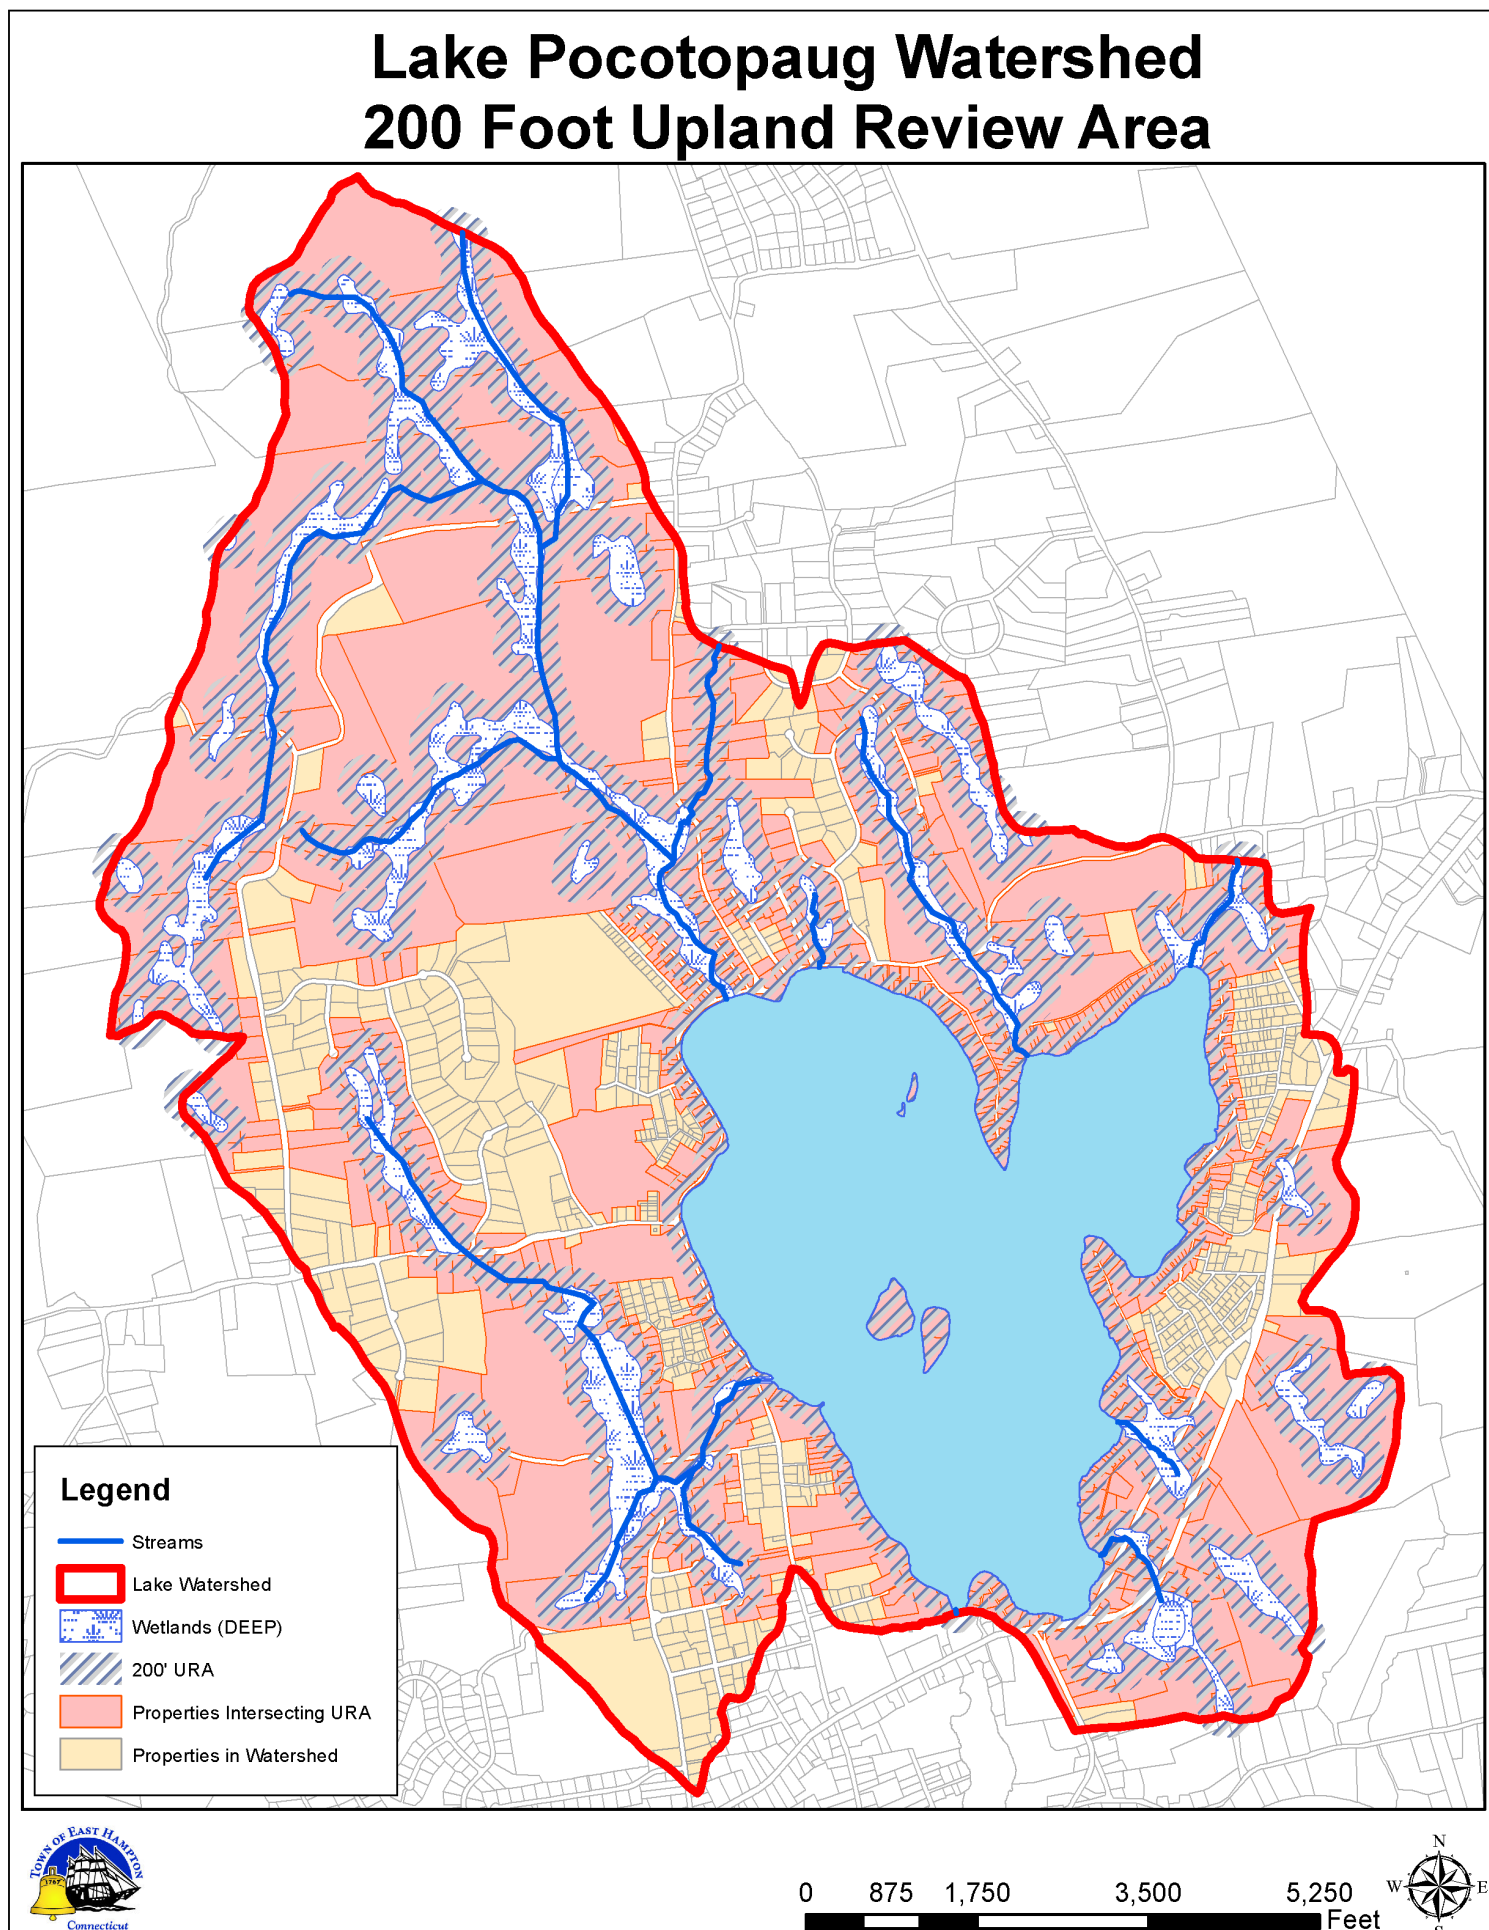 Lake Pocotopaug Watershed
200 Foot Upland Review Area
Legend
Streams
Lake Watershed
Wetlands (DEEP)
200' URA
Properties Intersecting URA
Properties in Watershed
TOWN OF EAST HAMPTON
1767
Connecticut
0 875 1,750 3,500 5,250
Feet
N
W E
S